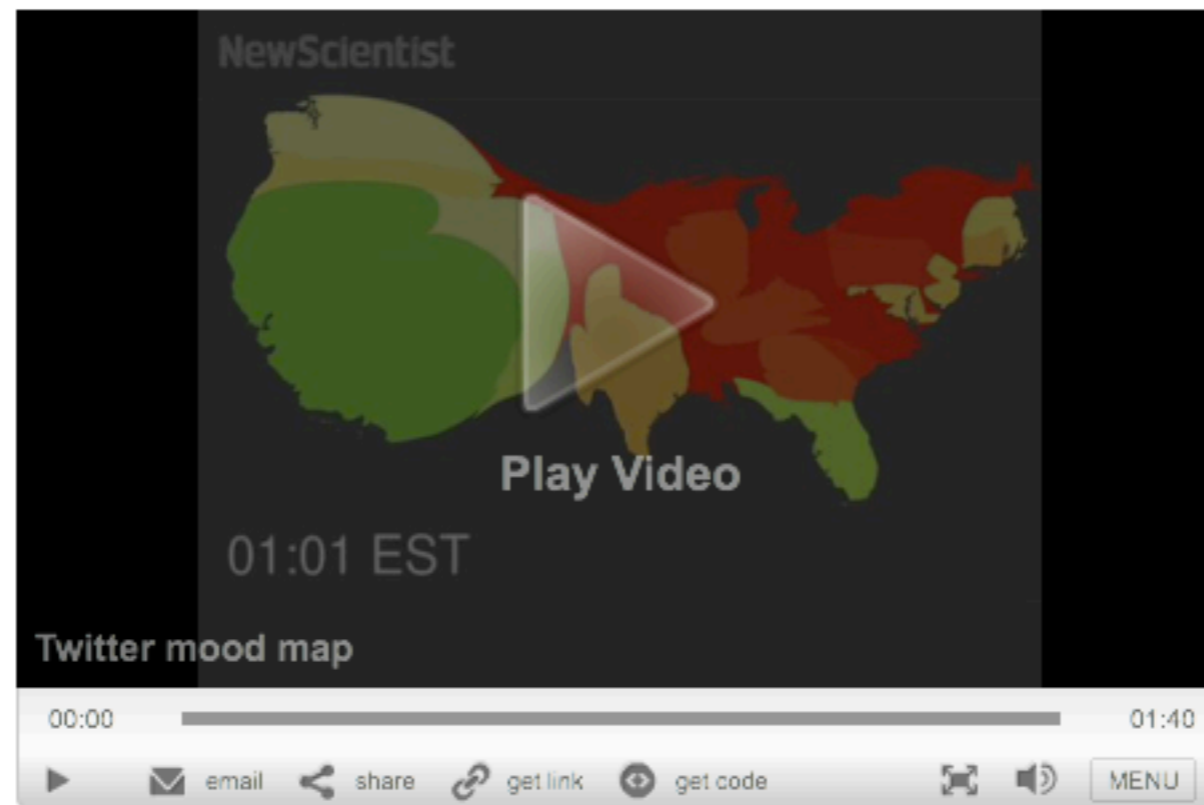 NewScientist
Play Video
01:01 EST
Twitter mood map
00:00 01:40
email share get link get code MENU